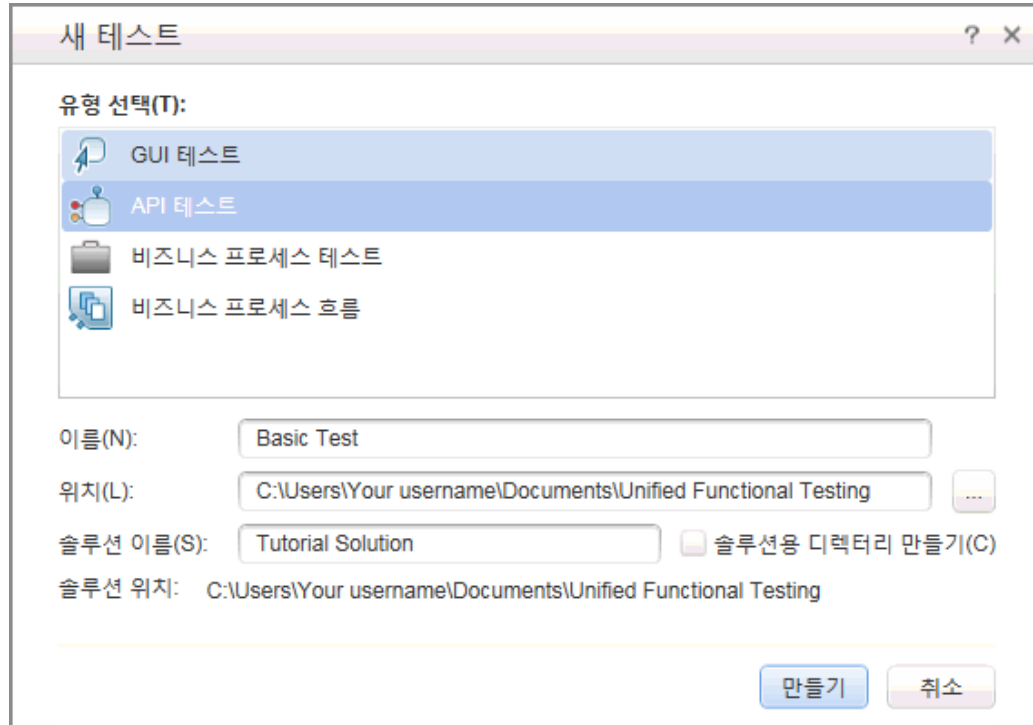 새 테스트
유형 선택(T):
GUI 테스트
API 테스트
비즈니스 프로세스 테스트
비즈니스 프로세스 흐름
이름(N): Basic Test
위치(L): C:\Users\Your username\Documents\Unified Functional Testing ...
솔루션 이름(S): Tutorial Solution 솔루션용 디렉터리 만들기(C)
솔루션 위치: C:\Users\Your username\Documents\Unified Functional Testing
만들기 취소